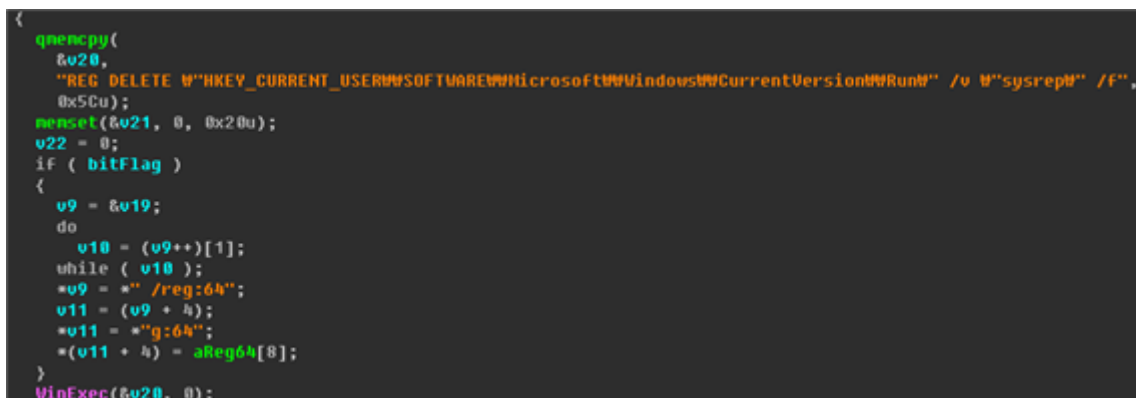 {
qmemcpy(
&v20,
"REG DELETE ₩"HKEY_CURRENT_USER₩₩SOFTWARE₩₩Microsoft₩₩Windows₩₩CurrentVersion₩₩Run₩" /v ₩"sysrep₩" /f",
0x5Cu);
memset(&v21, 0, 0x20u);
v22 = 0;
if ( bitFlag )
{
v9 = &v19;
do
v10 = (v9++)[1];
while ( v10 );
*v9 = *" /reg:64";
v11 = (v9 + 4);
*v11 = *"g:64";
*(v11 + 4) = aReg64[8];
}
WinExec(&v20, 0);